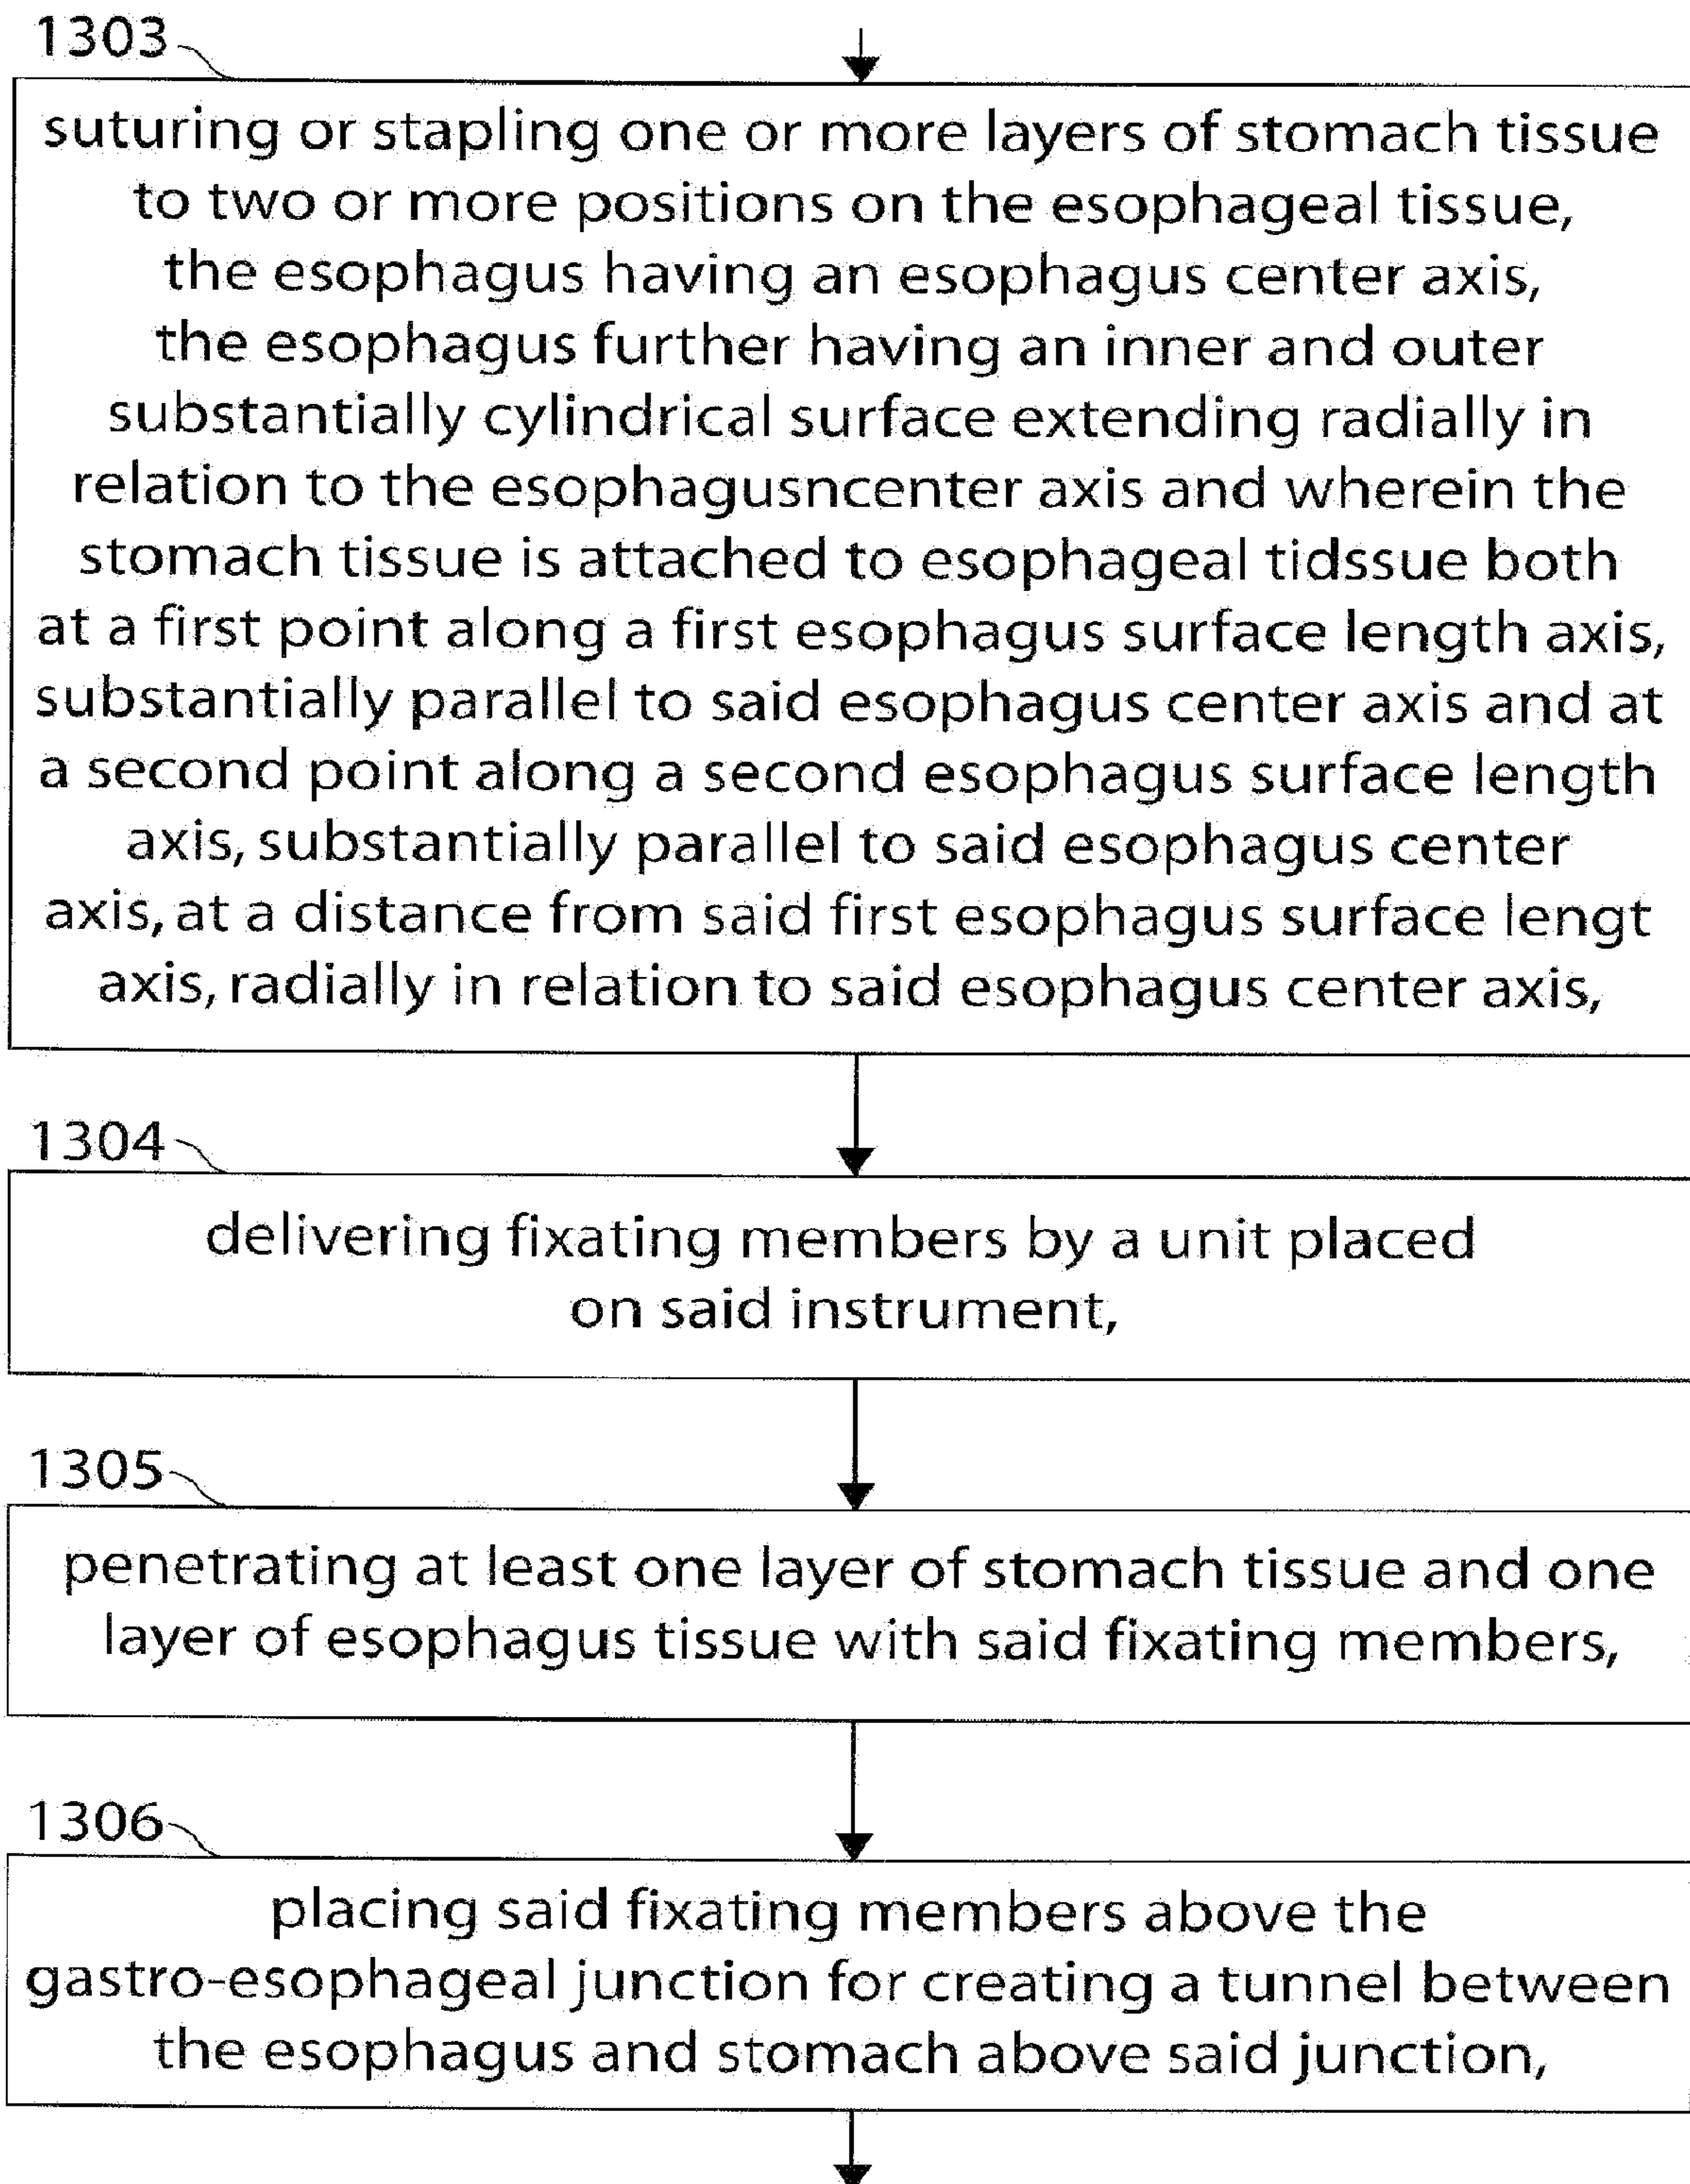 1303
suturing or stapling one or more layers of stomach tissue
to two or more positions on the esophageal tissue,
the esophagus having an esophagus center axis,
the esophagus further having an inner and outer
substantially cylindrical surface extending radially in
relation to the esophagusncenter axis and wherein the
stomach tissue is attached to esophageal tidssue both
at a first point along a first esophagus surface length axis,
substantially parallel to said esophagus center axis and at
a second point along a second esophagus surface length
axis, substantially parallel to said esophagus center
axis, at a distance from said first esophagus surface lengt
axis, radially in relation to said esophagus center axis,
1304
delivering fixating members by a unit placed
on said instrument,
1305
penetrating at least one layer of stomach tissue and one
layer of esophagus tissue with said fixating members,
1306
placing said fixating members above the
gastro-esophageal junction for creating a tunnel between
the esophagus and stomach above said junction,